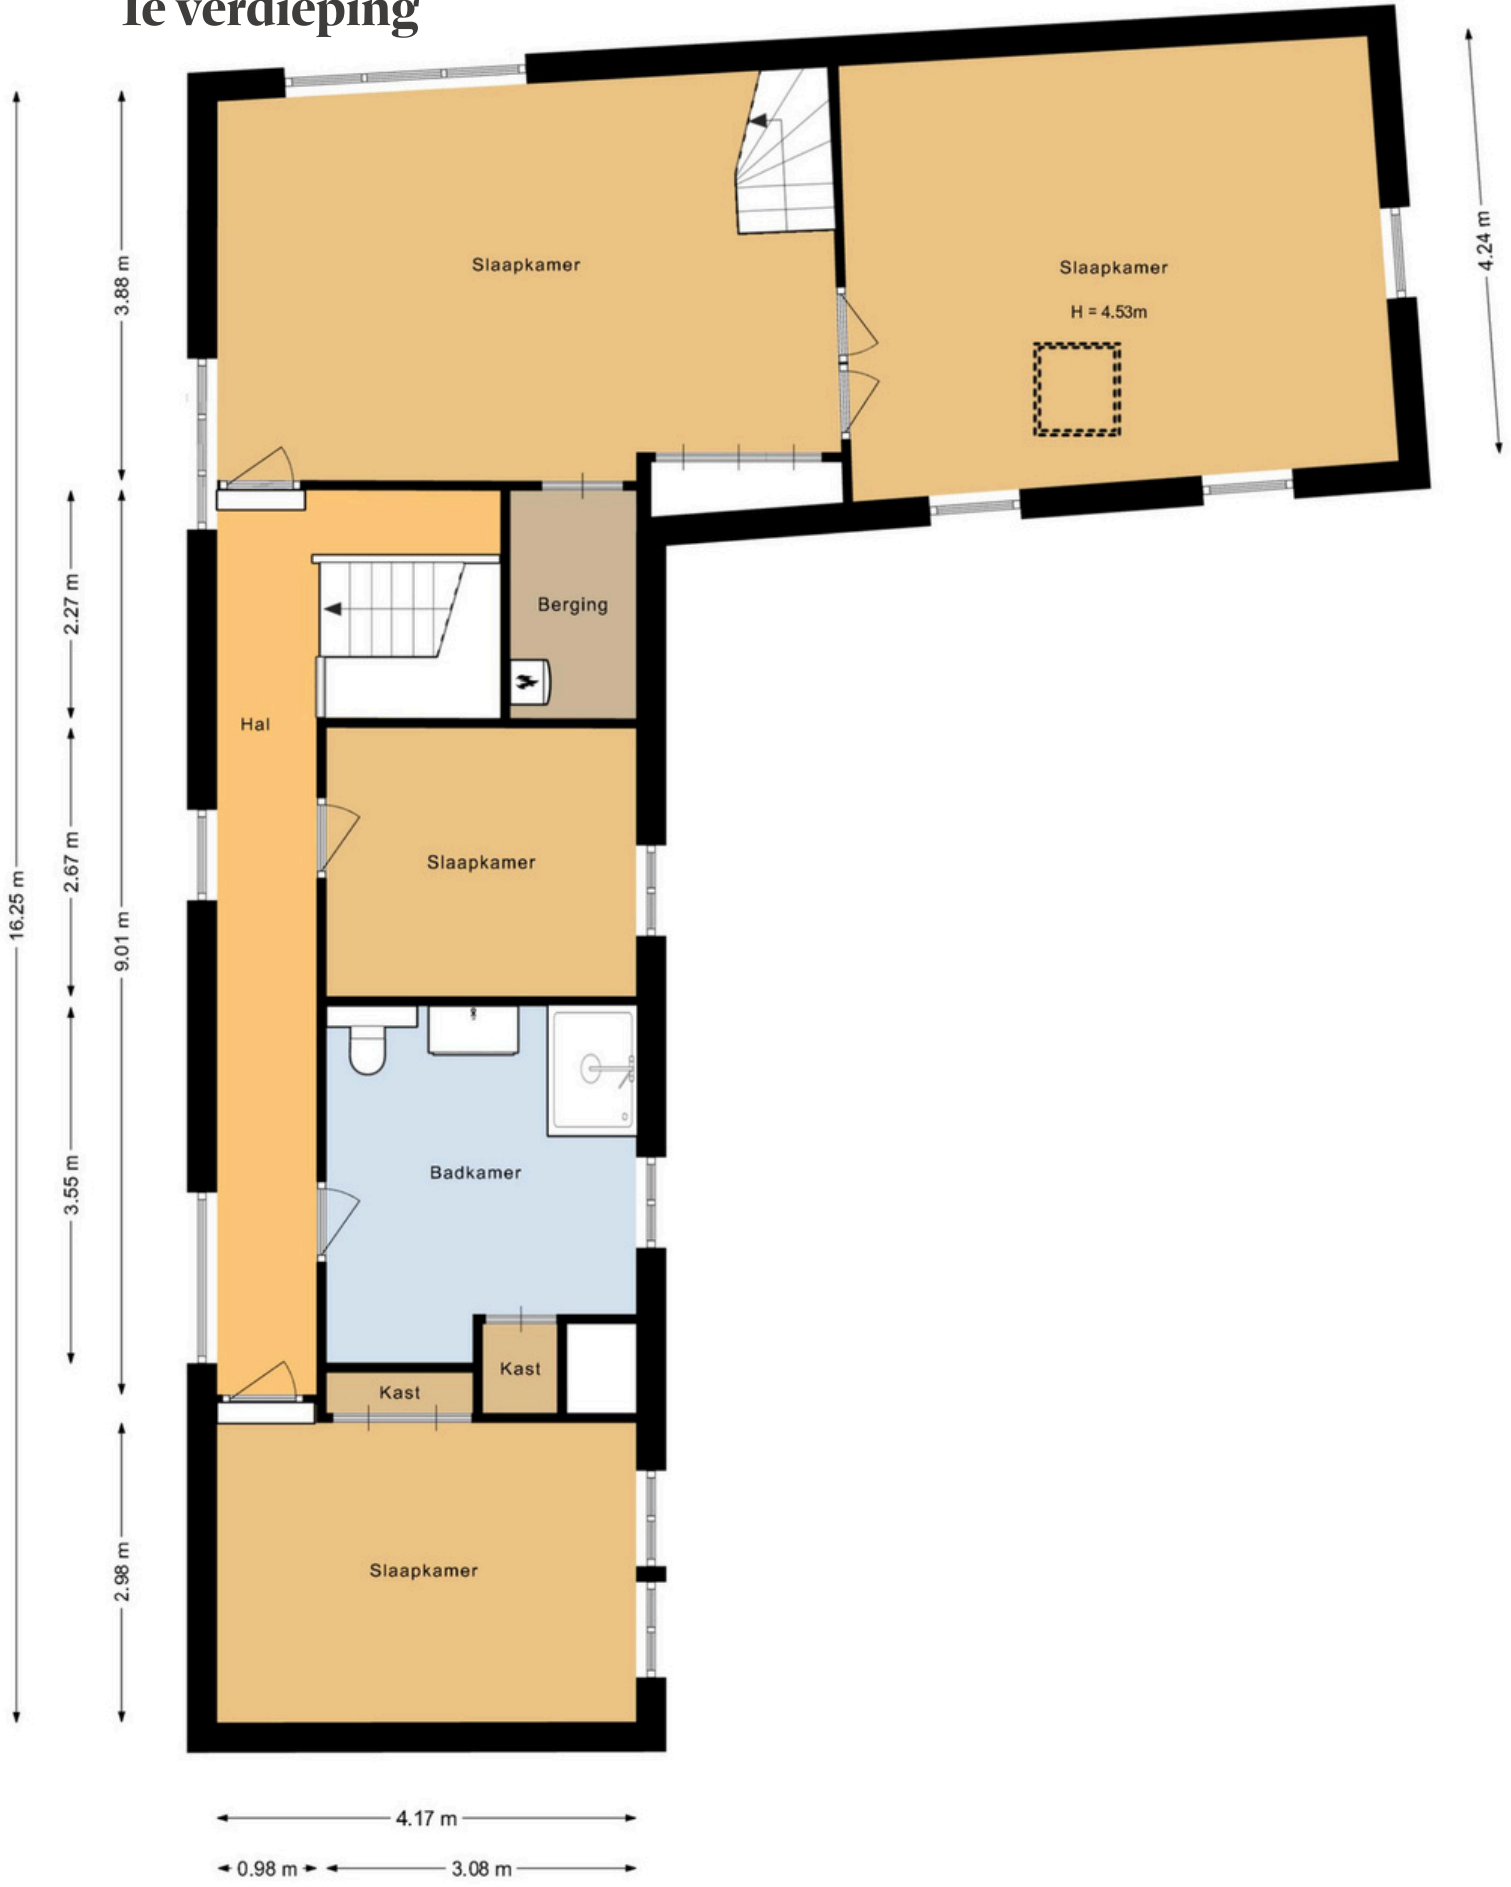 1e verdieping
Slaapkamer
Slaapkamer
H = 4.53m
4.24 m
3.88 m
2.27 m
Berging
Hal
2.67 m
Slaapkamer
16.25 m
9.01 m
3.55 m
Badkamer
Kast
Kast
2.98 m
Slaapkamer
4.17 m
0.98 m
3.08 m